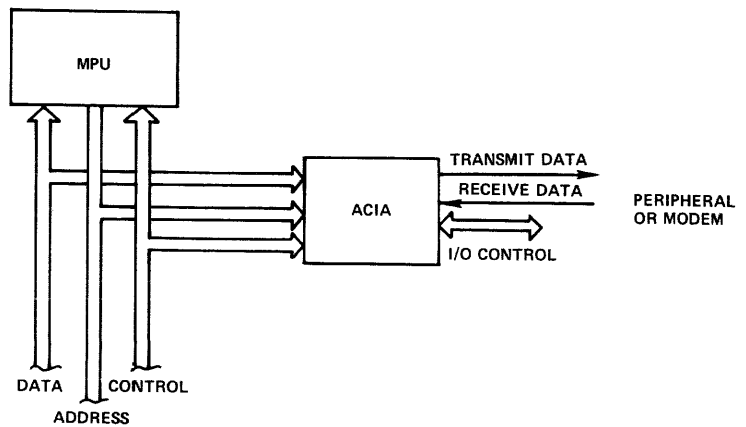 MPU
TRANSMIT DATA
RECEIVE DATA
ACIA
PERIPHERAL
OR MODEM
I/O CONTROL
DATA
CONTROL
ADDRESS